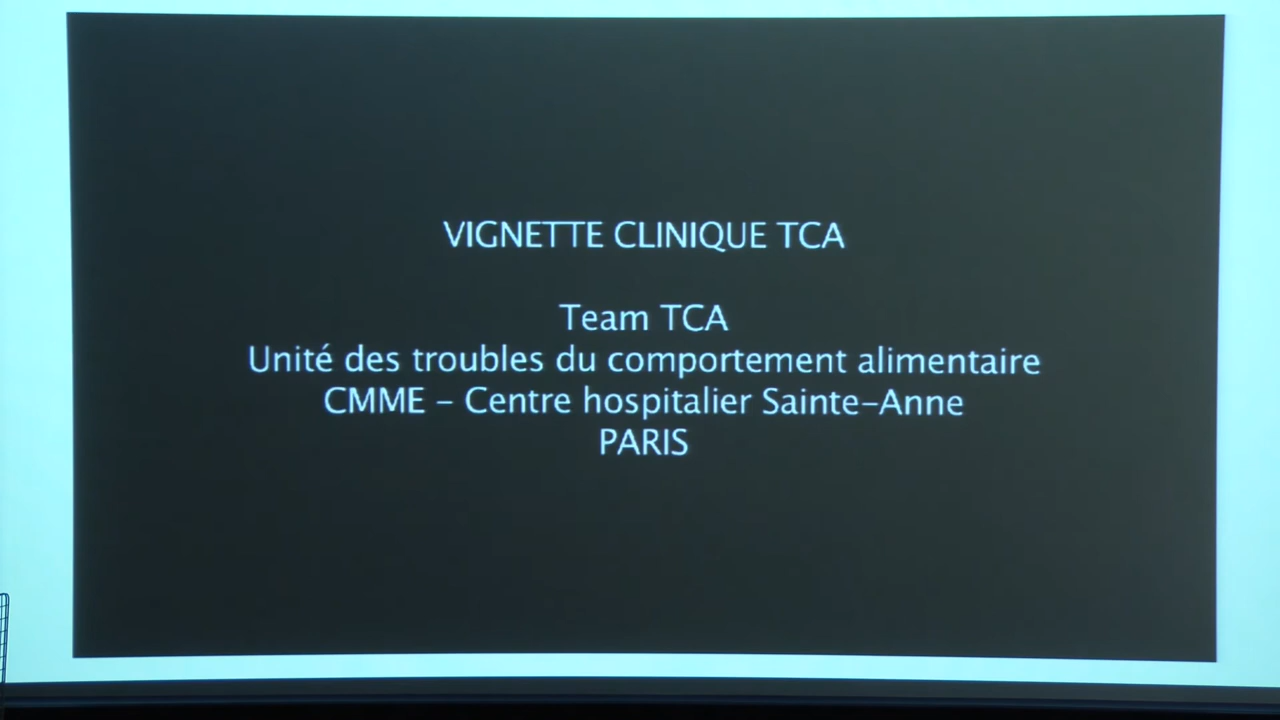 VIGNETTE CLINIQUE TCA
Team TCA
Unité des troubles du comportement alimentaire
CMME – Centre hospitalier Sainte-Anne
PARIS